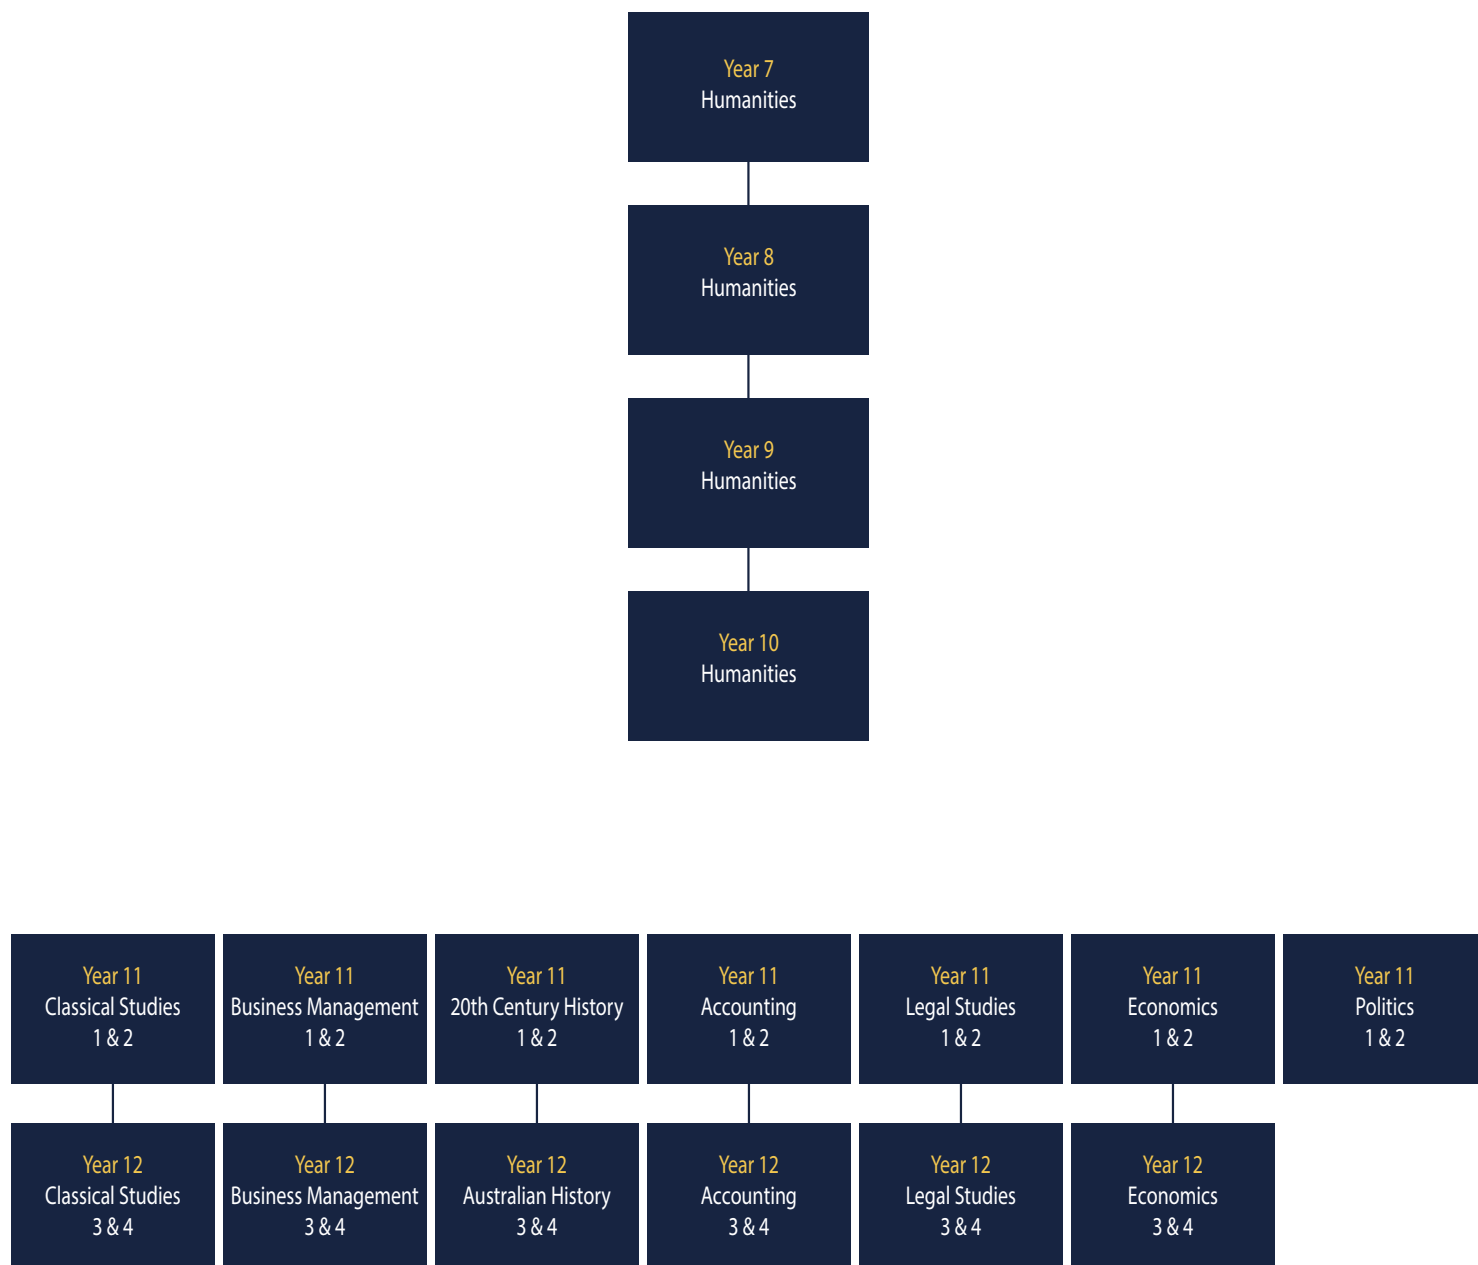 Year 7
Humanities
Year 8
Humanities
Year 9
Humanities
Year 10
Humanities
Year 11
Classical Studies
1 & 2
Year 11
Business Management
1 & 2
Year 11
20th Century History
1 & 2
Year 11
Accounting
1 & 2
Year 11
Legal Studies
1 & 2
Year 11
Economics
1 & 2
Year 11
Politics
1 & 2
Year 12
Classical Studies
3 & 4
Year 12
Business Management
3 & 4
Year 12
Australian History
3 & 4
Year 12
Accounting
3 & 4
Year 12
Legal Studies
3 & 4
Year 12
Economics
3 & 4